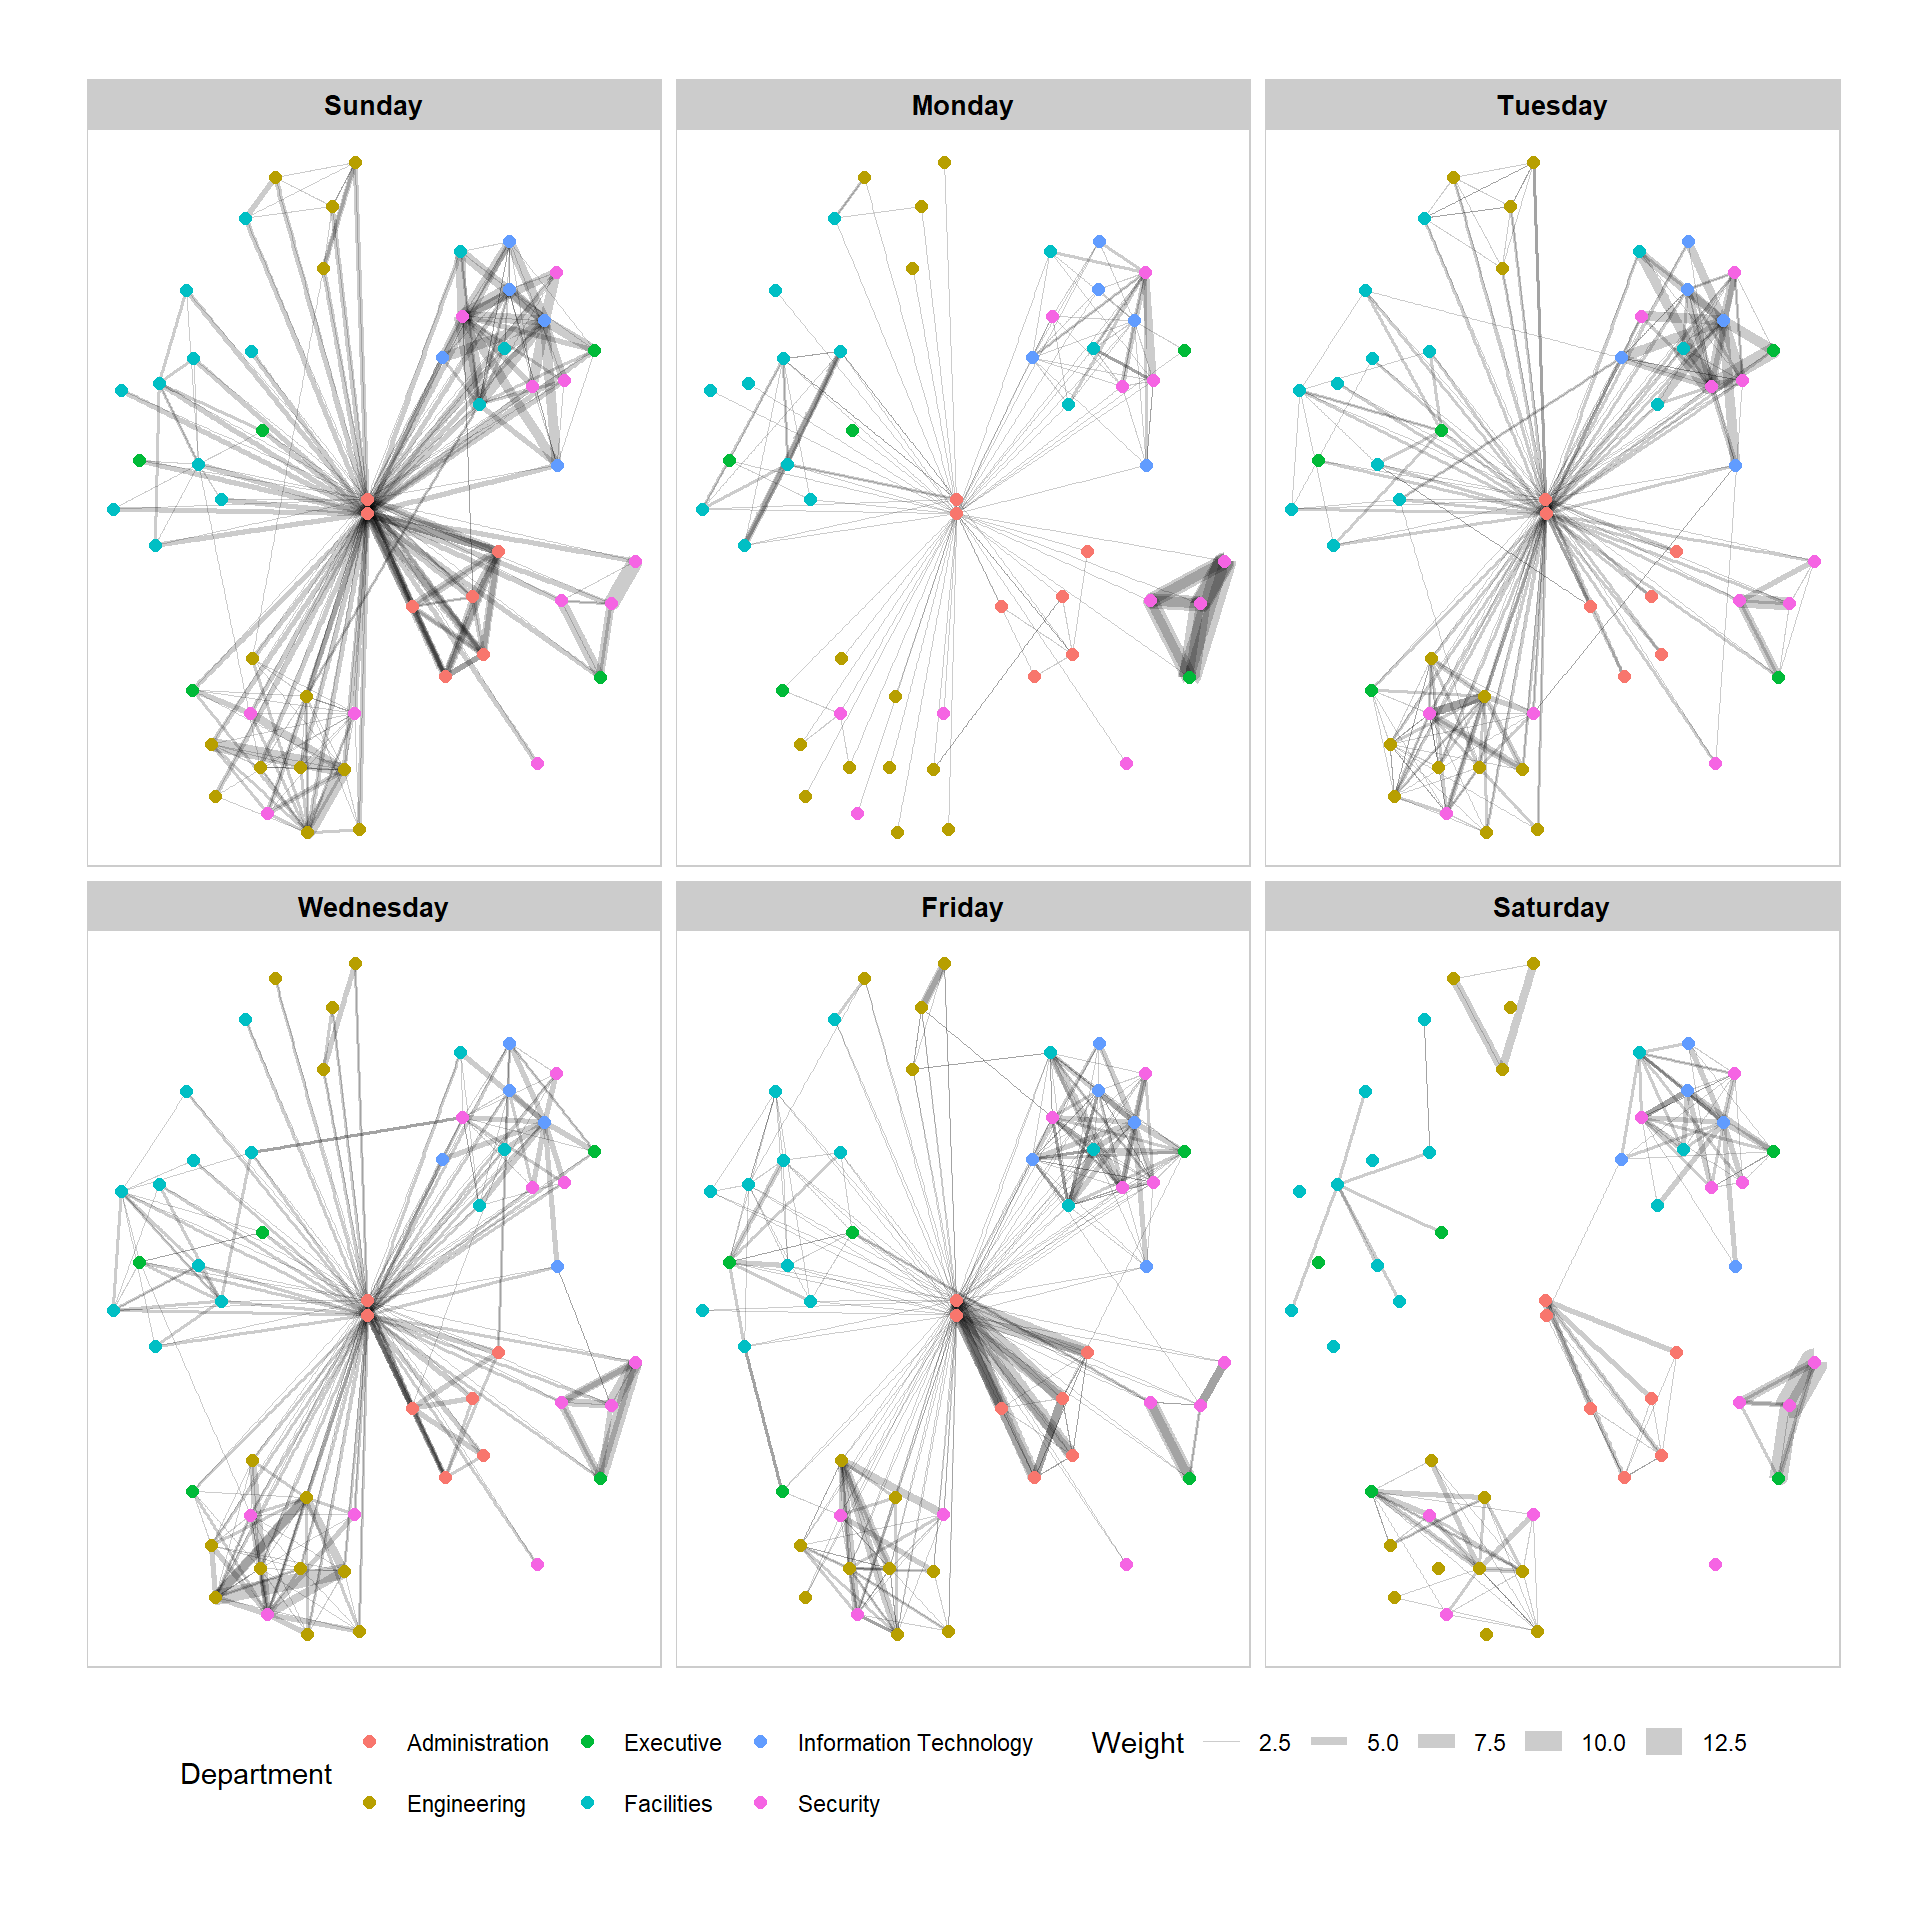 Sunday
Monday
Tuesday
Wednesday
Friday
Saturday
Department
Administration
Executive
Information Technology
Engineering
Facilities
Security
Weight
2.5
5.0
7.5
10.0
12.5